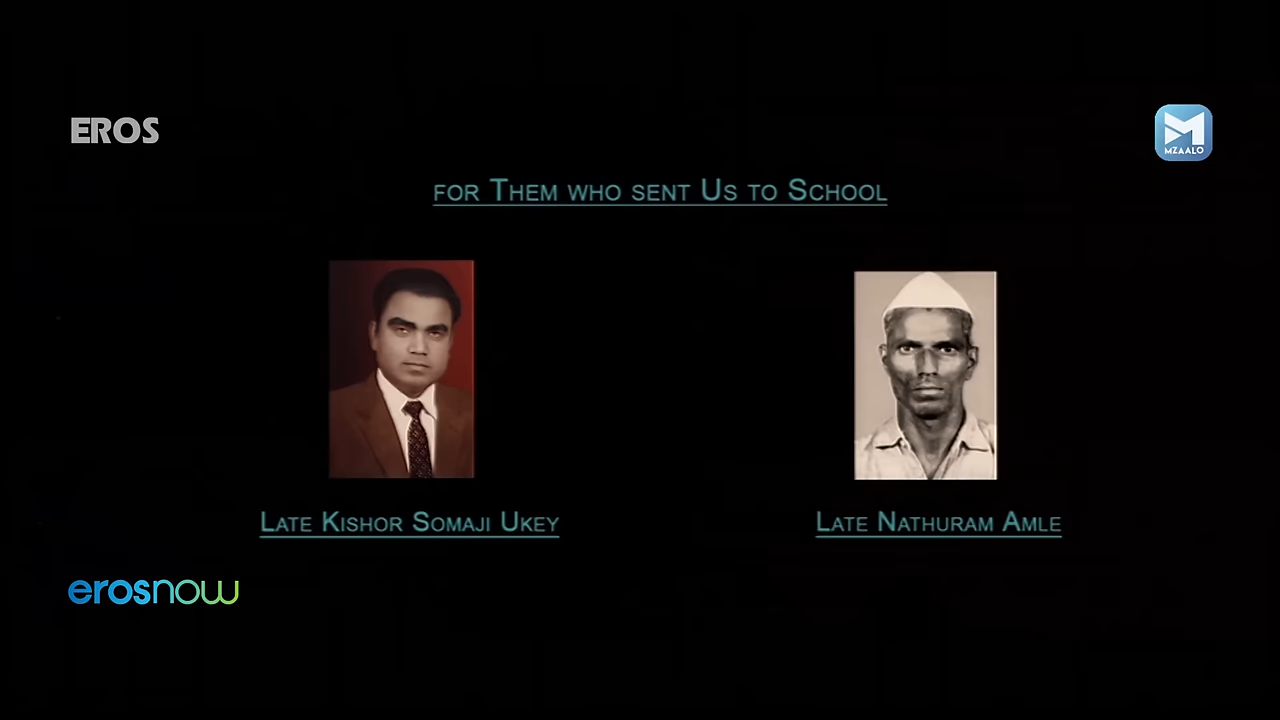 EROS
MZAALO
FOR THEM WHO SENT US TO SCHOOL
LATE KISHOR SOMAJI UKEY
LATE NATHURAM AMLE
erosnow